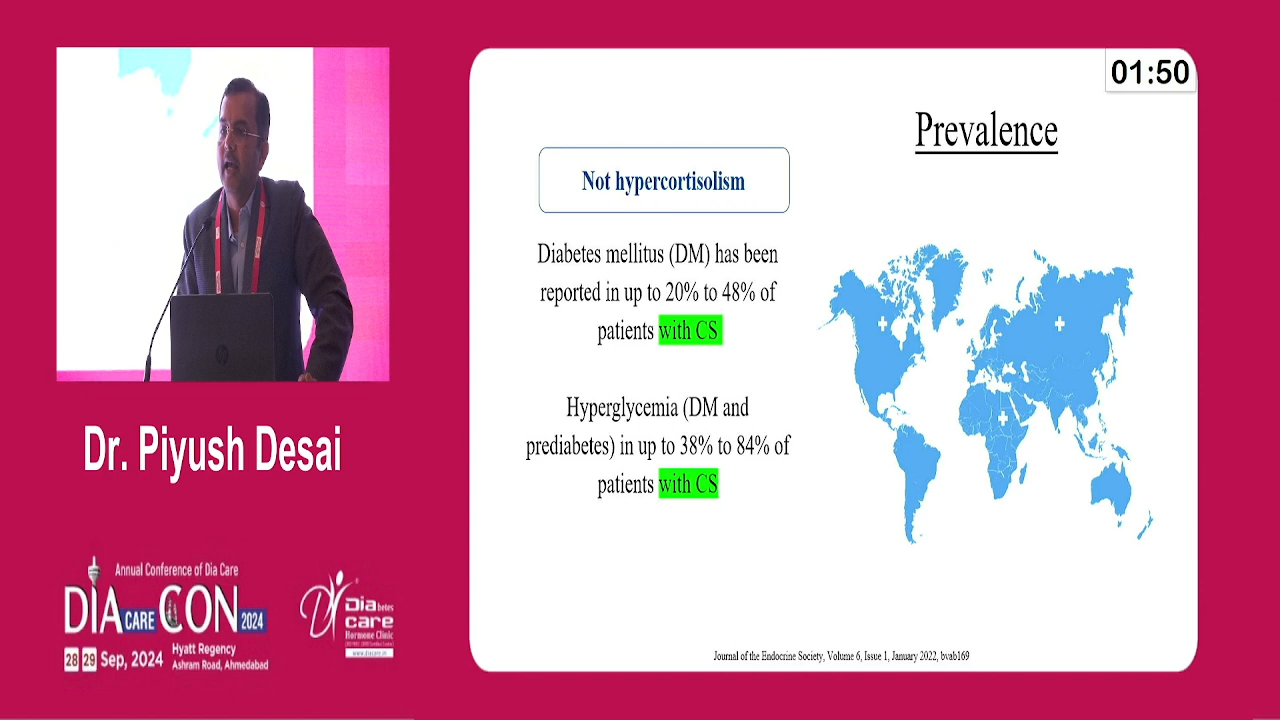 01:50
Prevalence
Not hypercortisolism
Diabetes mellitus (DM) has been
reported in up to 20% to 48% of
patients with CS
Hyperglycemia (DM and
prediabetes) in up to 38% to 84% of
patients with CS
Journal of the Endocrine Society, Volume 6, Issue 1, January 2022, bvab169
Dr. Piyush Desai
Annual Conference of Dia Care
DIA CARE CON 2024
28 29 Sep, 2024
Hyatt Regency
Ashram Road, Ahmedabad
Diabetes
care
Hormone Clinic
www.diacare.in
hp